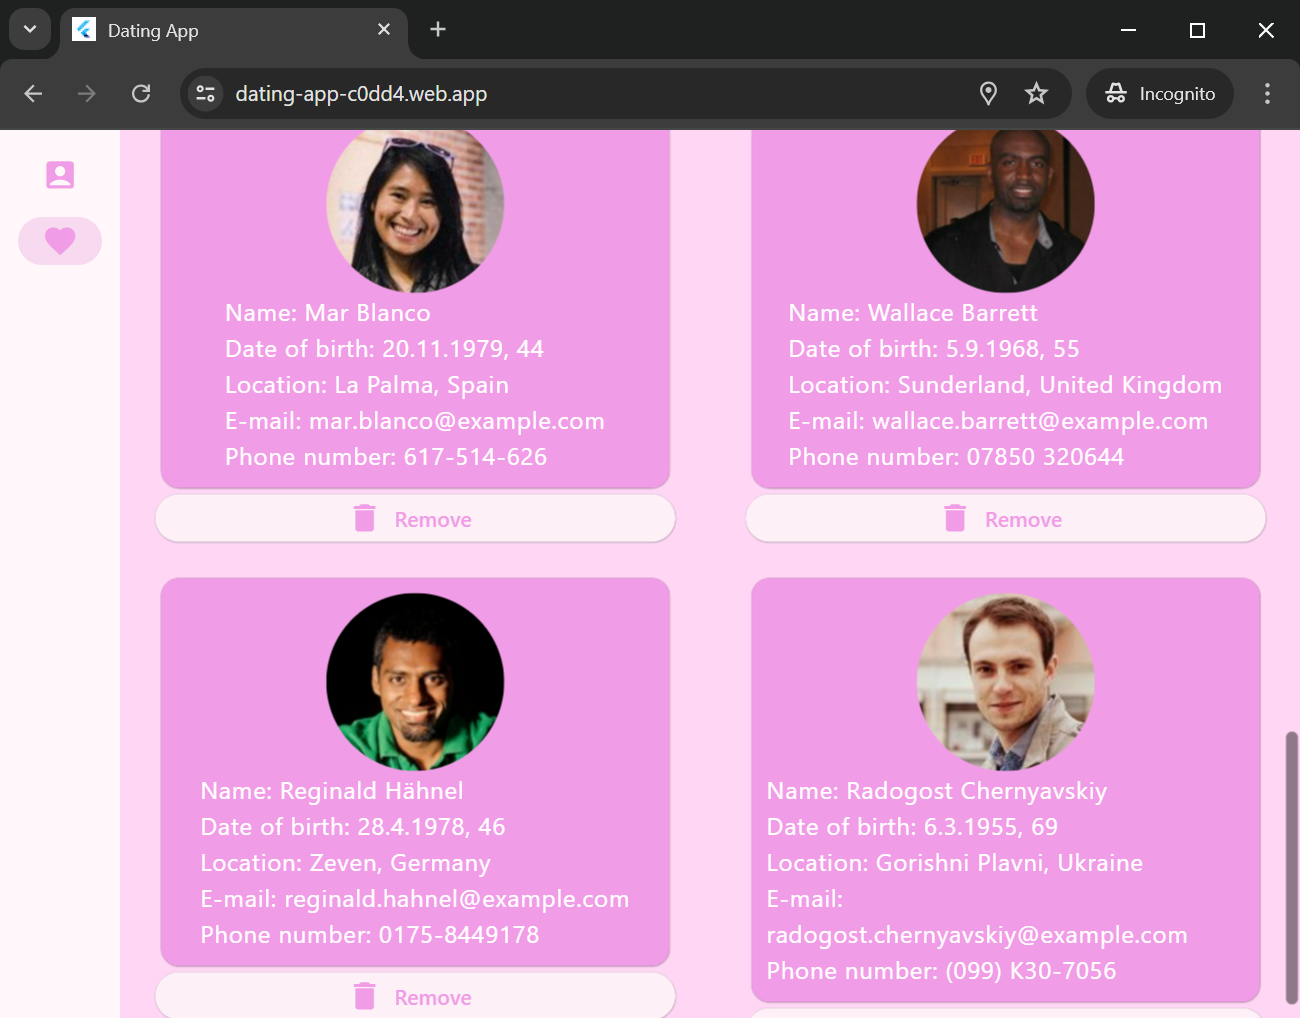 Dating App
dating-app-c0dd4.web.app
Incognito
Name: Mar Blanco
Date of birth: 20.11.1979, 44
Location: La Palma, Spain
E-mail: mar.blanco@example.com
Phone number: 617-514-626
Remove
Name: Wallace Barrett
Date of birth: 5.9.1968, 55
Location: Sunderland, United Kingdom
E-mail: wallace.barrett@example.com
Phone number: 07850 320644
Remove
Name: Reginald Hähnel
Date of birth: 28.4.1978, 46
Location: Zeven, Germany
E-mail: reginald.hahnel@example.com
Phone number: 0175-8449178
Remove
Name: Radogost Chernyavskiy
Date of birth: 6.3.1955, 69
Location: Gorishni Plavni, Ukraine
E-mail:
radogost.chernyavskiy@example.com
Phone number: (099) K30-7056